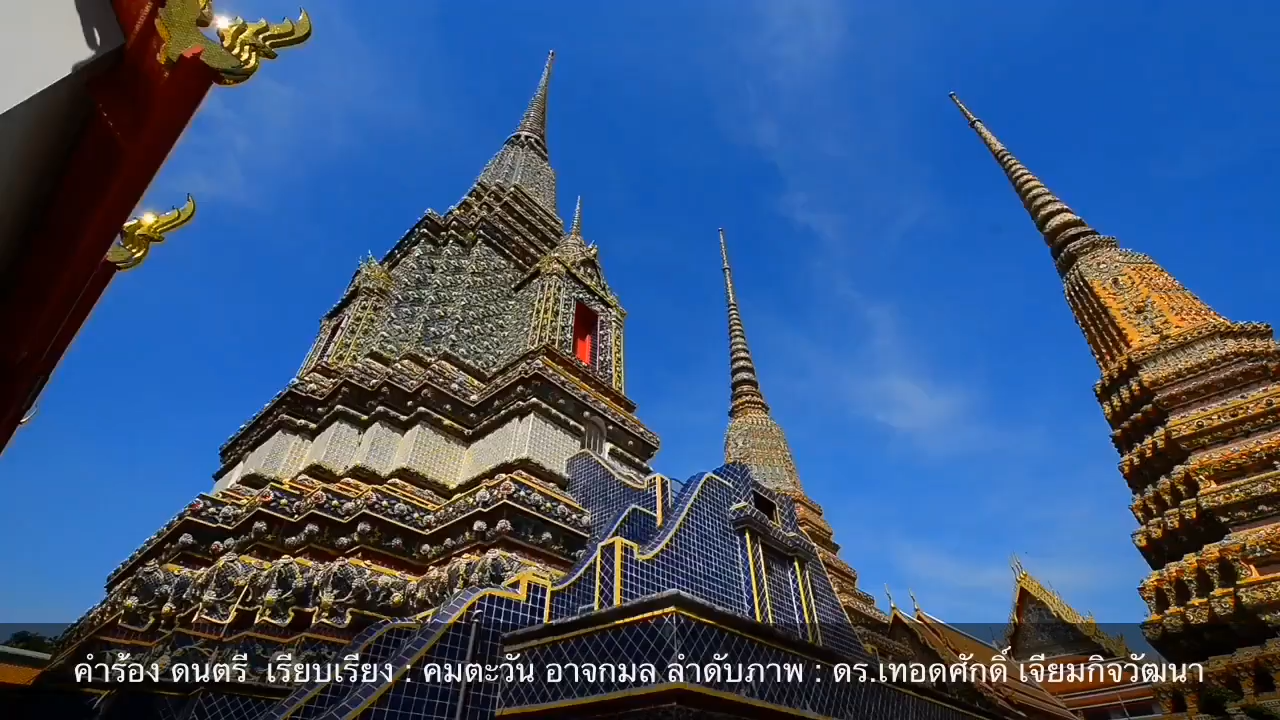 คำร้อง ดนตรี เรียบเรียง : คมตะวัน อาจกมล ลำดับภาพ : ดร.เทอดศักดิ์ เจียมกิจวัฒนา